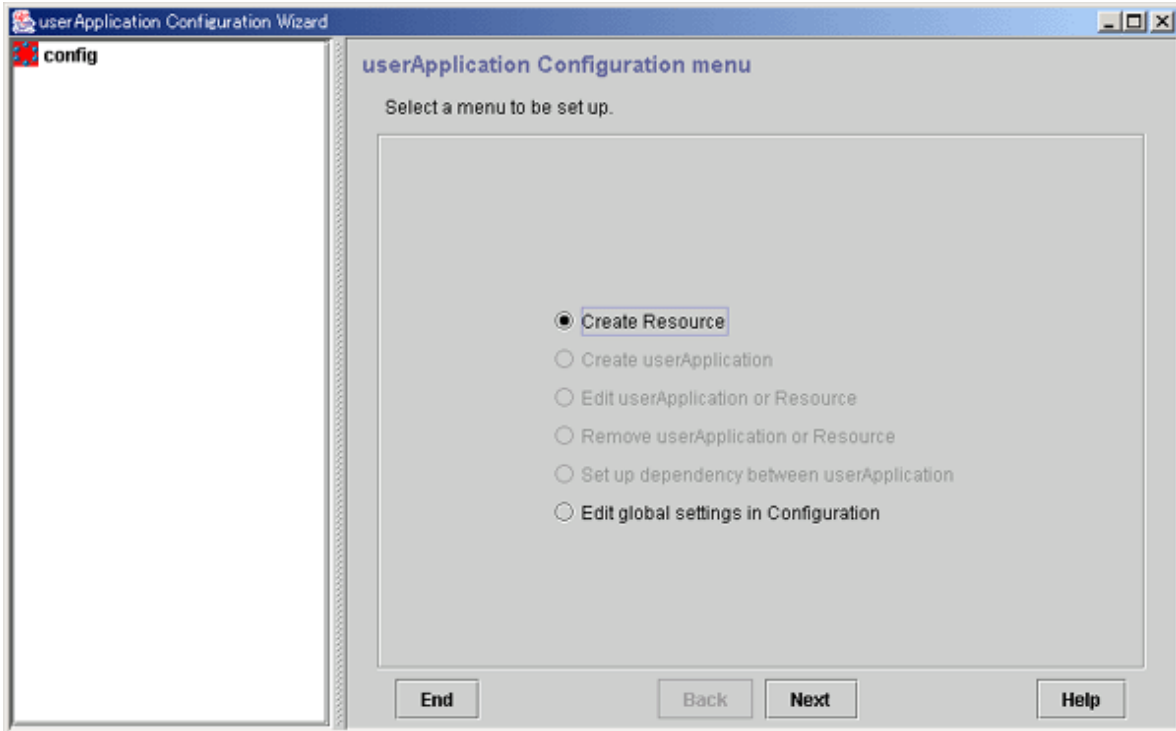 userApplication Configuration Wizard
config
userApplication Configuration menu
Select a menu to be set up.
Create Resource
Create userApplication
Edit userApplication or Resource
Remove userApplication or Resource
Set up dependency between userApplication
Edit global settings in Configuration
End Back Next Help